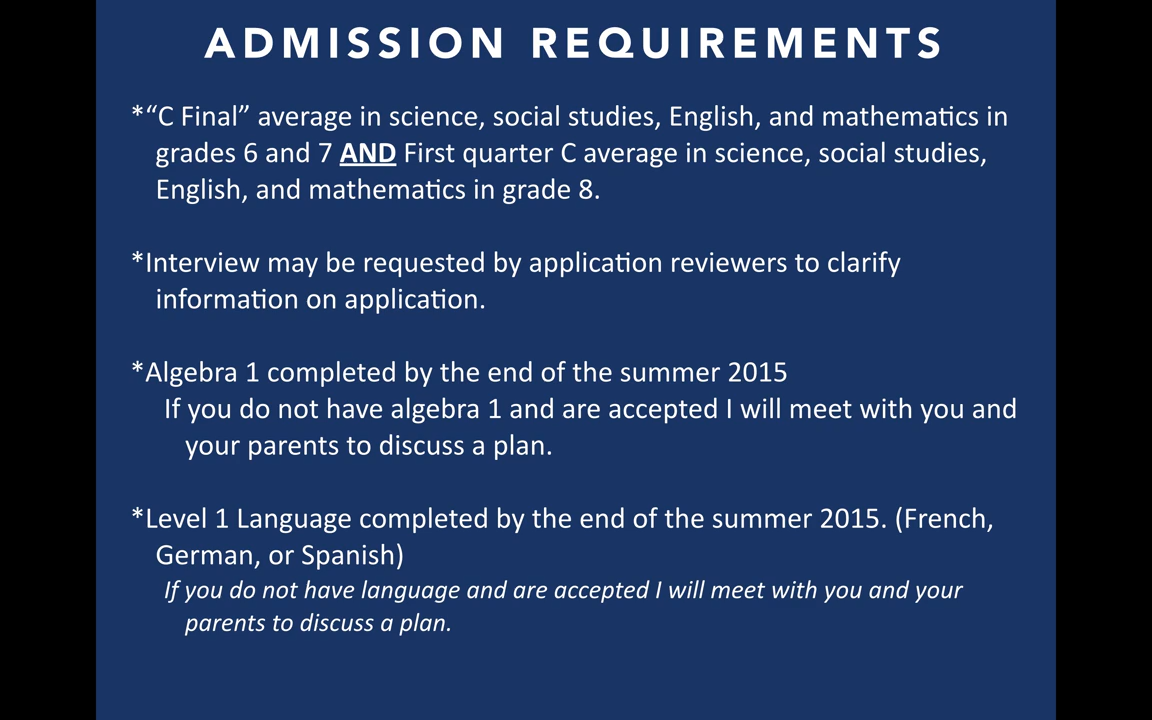 ADMISSION REQUIREMENTS
*“C Final” average in science, social studies, English, and mathematics in
grades 6 and 7 AND First quarter C average in science, social studies,
English, and mathematics in grade 8.
*Interview may be requested by application reviewers to clarify
information on application.
*Algebra 1 completed by the end of the summer 2015
If you do not have algebra 1 and are accepted I will meet with you and
your parents to discuss a plan.
*Level 1 Language completed by the end of the summer 2015. (French,
German, or Spanish)
If you do not have language and are accepted I will meet with you and your
parents to discuss a plan.